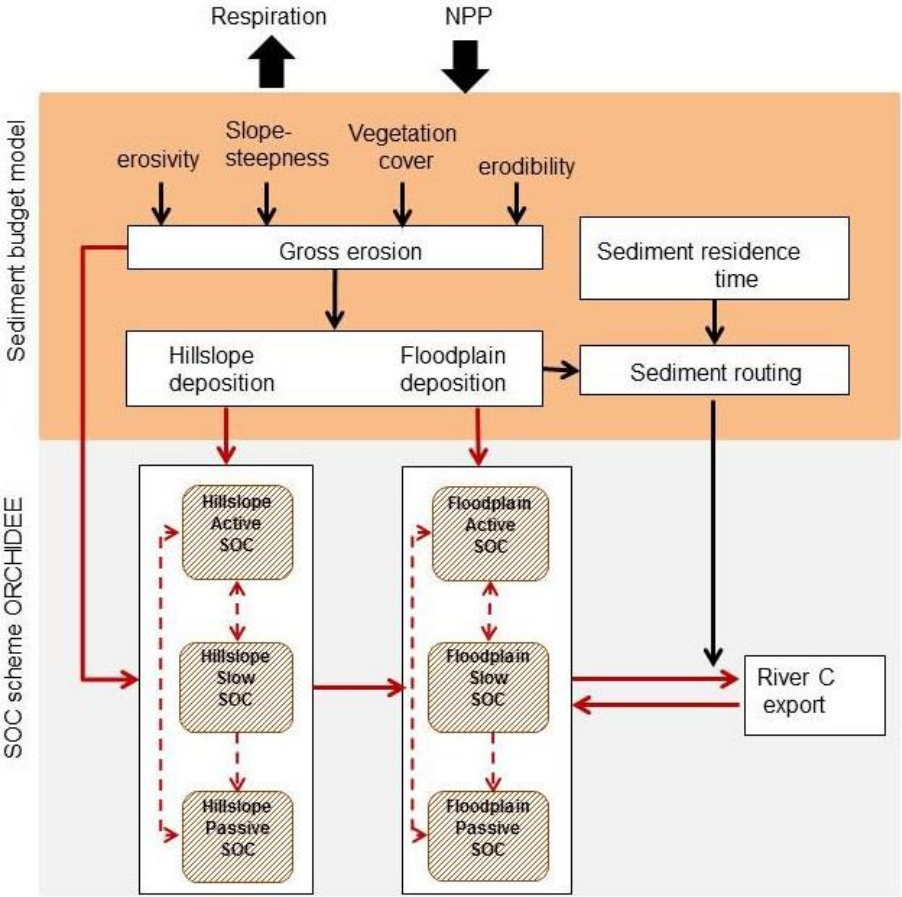 Respiration
NPP
Sediment budget model
erosivity
Slope-
steepness
Vegetation
cover
erodibility
Gross erosion
Sediment residence
time
Hillslope
deposition
Floodplain
deposition
Sediment routing
SOC scheme ORCHIDEE
Hillslope
Active
SOC
Floodplain
Active
SOC
Hillslope
Slow
SOC
Floodplain
Slow
SOC
River C
export
Hillslope
Passive
SOC
Floodplain
Passive
SOC